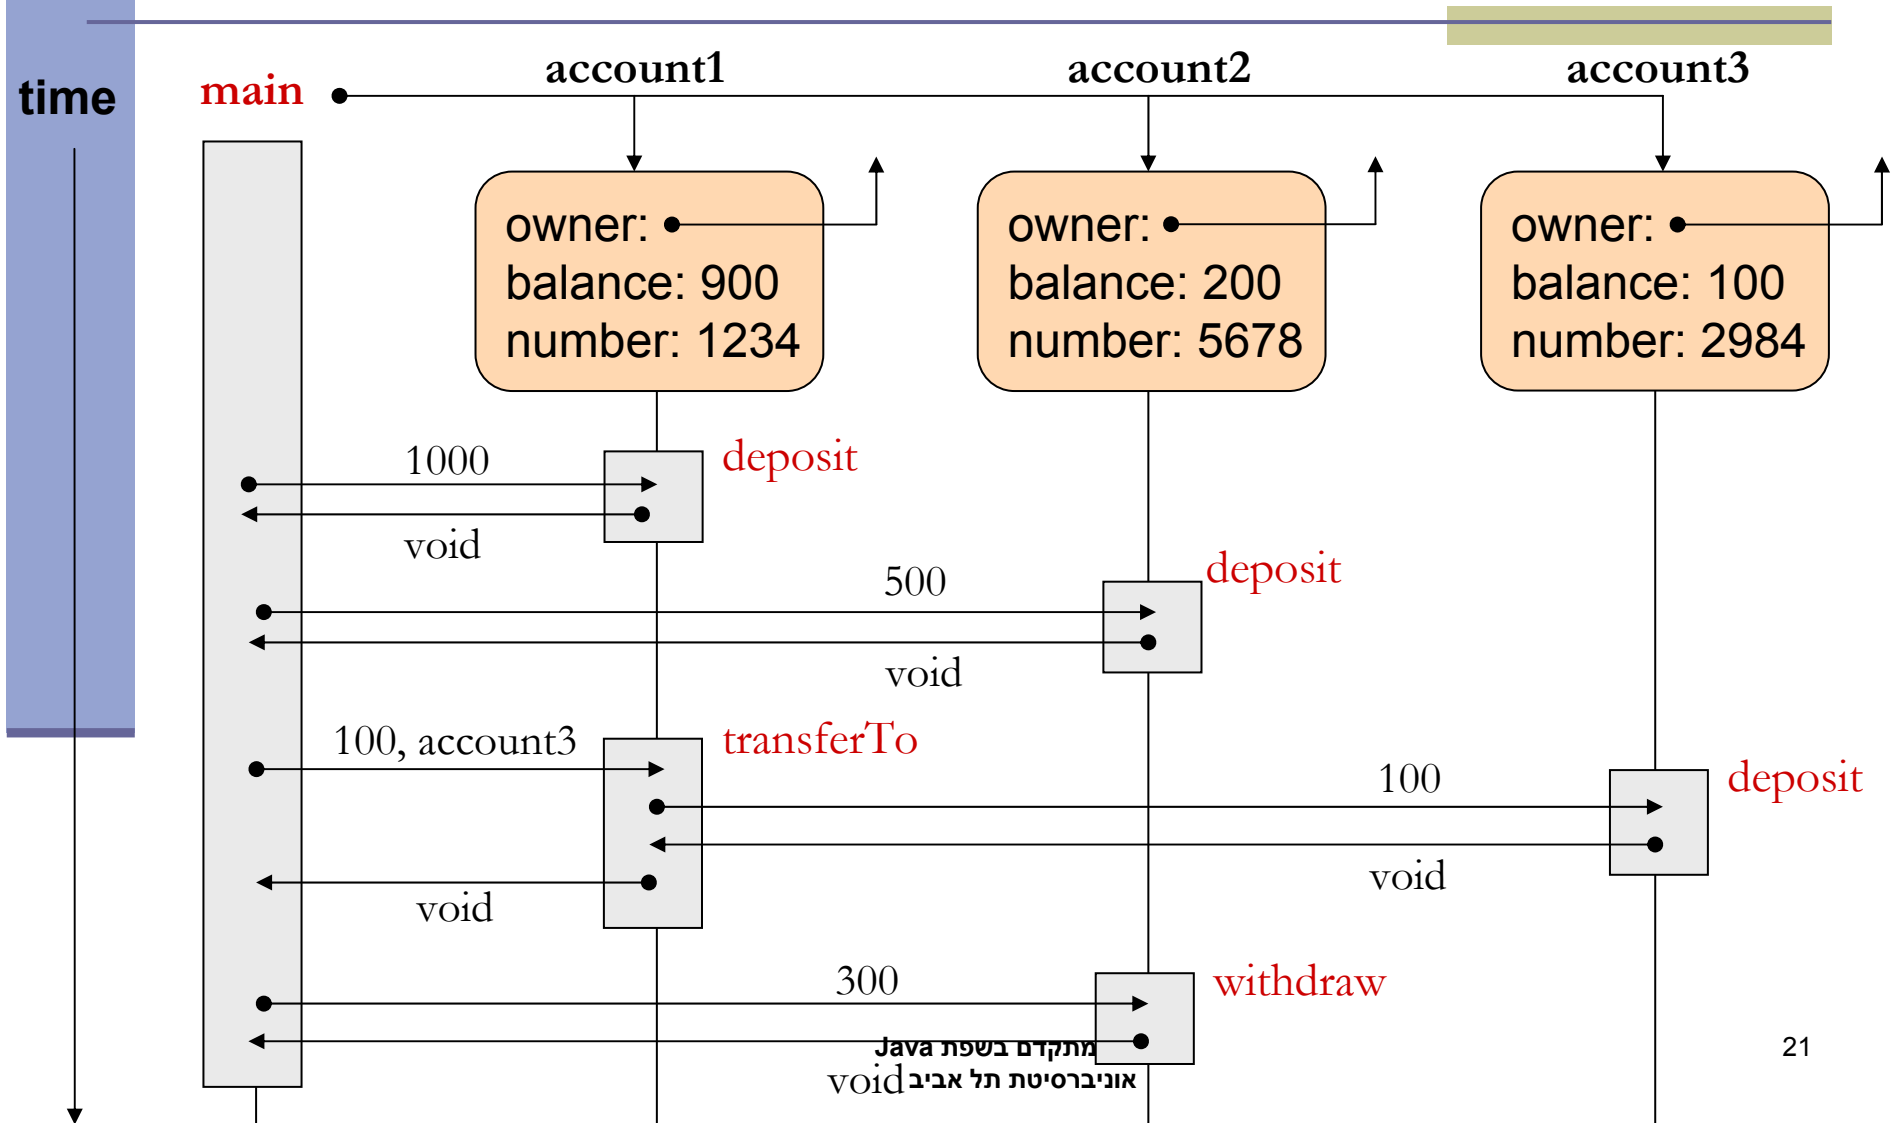 time
main
account1
account2
account3
owner:
balance: 900
number: 1234
owner:
balance: 200
number: 5678
owner:
balance: 100
number: 2984
1000
deposit
void
500
deposit
void
100, account3
transferTo
100
deposit
void
void
300
withdraw
מתקדם בשפת Java
אוניברסיטת תל אביב
void
21